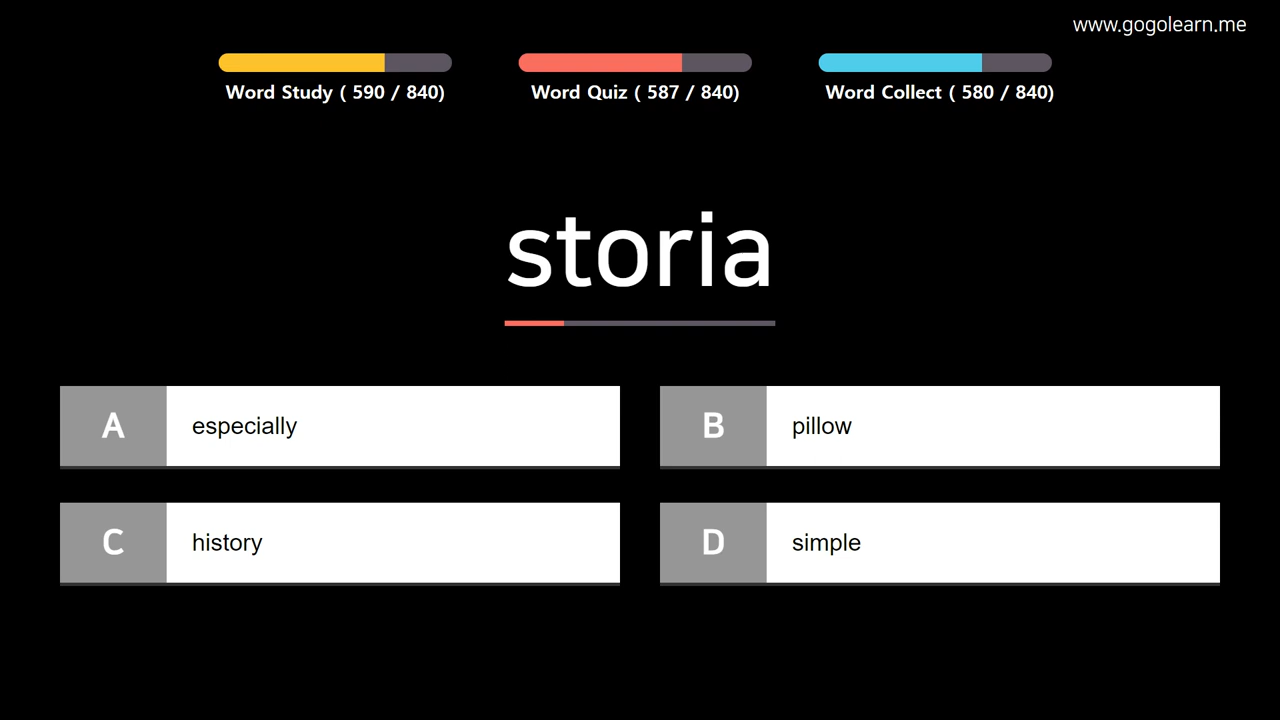 www.gogolearn.me
Word Study ( 590 / 840)
Word Quiz ( 587 / 840)
Word Collect ( 580 / 840)
storia
A especially
B pillow
C history
D simple